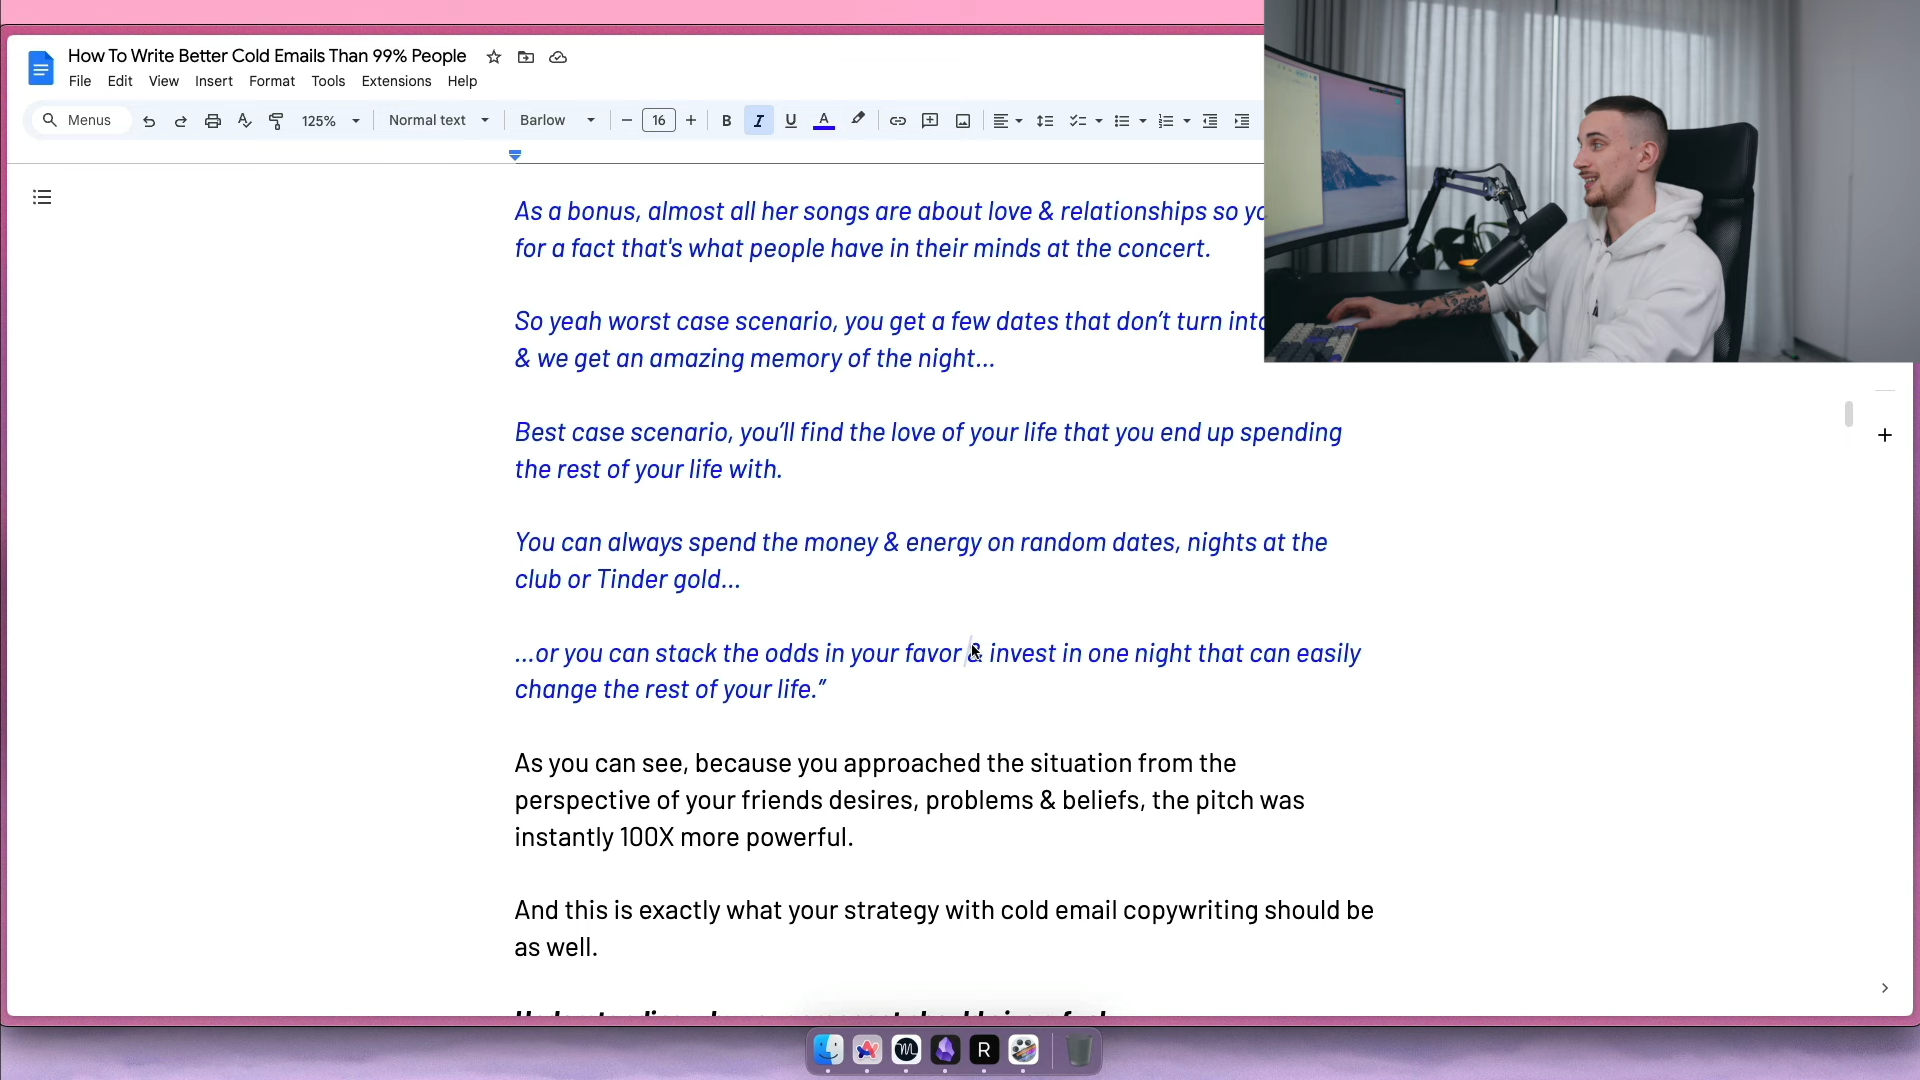 How To Write Better Cold Emails Than 99% People
File Edit View Insert Format Tools Extensions Help
Menus 125% Normal text Barlow 16 B I U A
As a bonus, almost all her songs are about love & relationships so
for a fact that's what people have in their minds at the concert.
So yeah worst case scenario, you get a few dates that don’t turn
& we get an amazing memory of the night...
Best case scenario, you’ll find the love of your life that you end up spending
the rest of your life with.
You can always spend the money & energy on random dates, nights at the
club or Tinder gold...
...or you can stack the odds in your favor & invest in one night that can easily
change the rest of your life.”
As you can see, because you approached the situation from the
perspective of your friends desires, problems & beliefs, the pitch was
instantly 100X more powerful.
And this is exactly what your strategy with cold email copywriting should be
as well.
R